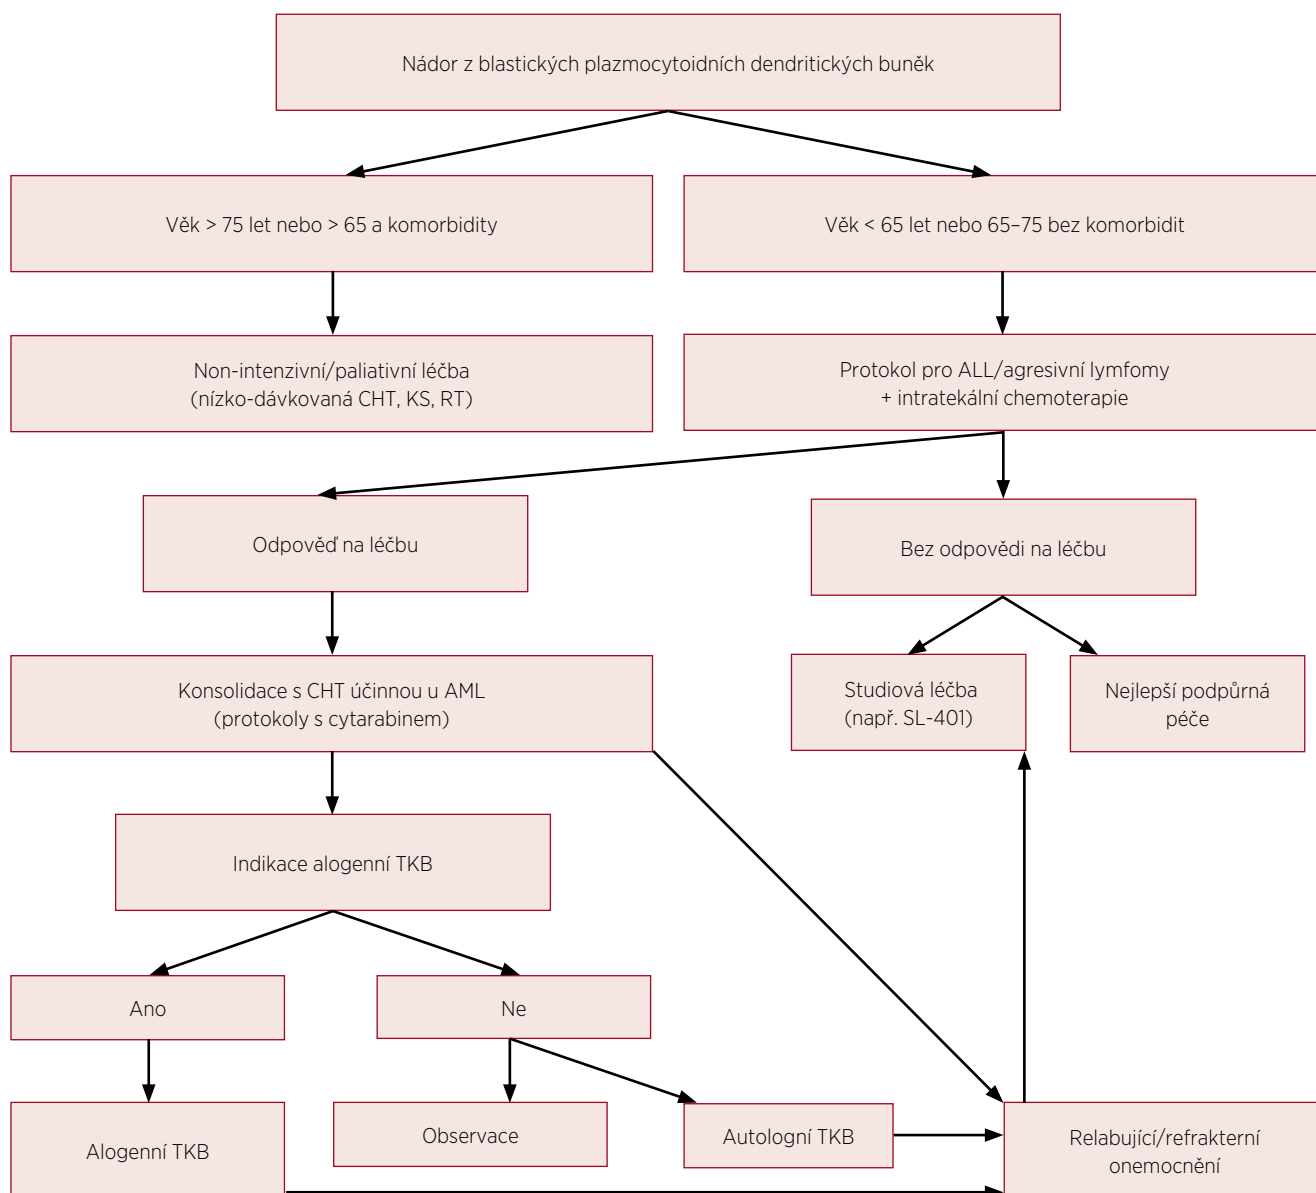 Nádor z blastických plazmocytoidních dendritických buněk
Věk > 75 let nebo > 65 a komorbidity
Věk < 65 let nebo 65–75 bez komorbidit
Non-intenzivní/paliativní léčba
(nízko-dávkovaná CHT, KS, RT)
Protokol pro ALL/agresivní lymfomy
+ intratekální chemoterapie
Odpověď na léčbu
Bez odpovědi na léčbu
Konsolidace s CHT účinnou u AML
(protokoly s cytarabinem)
Studiová léčba
(např. SL-401)
Nejlepší podpůrná
péče
Indikace alogenní TKB
Ano
Ne
Alogenní TKB
Observace
Autologní TKB
Relabující/refrakterní
onemocnění